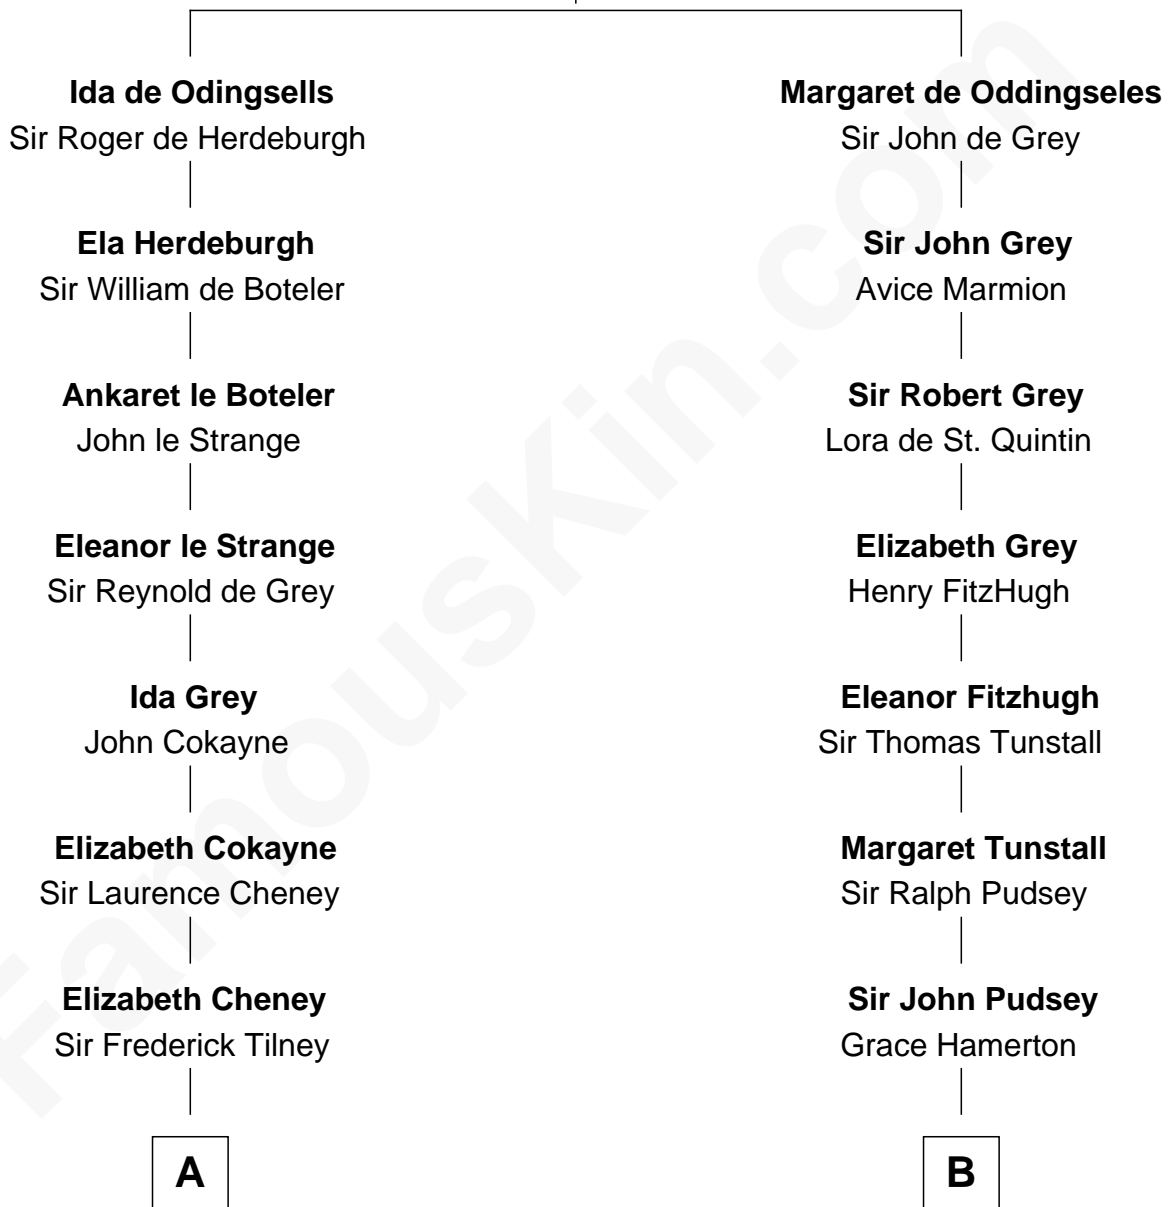 Ida de Odingsells
Sir Roger de Herdeburgh
Margaret de Oddingseles
Sir John de Grey
Ela Herdeburgh
Sir William de Boteler
Sir John Grey
Avice Marmion
Ankaret le Boteler
John le Strange
Sir Robert Grey
Lora de St. Quintin
Eleanor le Strange
Sir Reynold de Grey
Elizabeth Grey
Henry FitzHugh
Ida Grey
John Cokayne
Eleanor Fitzhugh
Sir Thomas Tunstall
Elizabeth Cokayne
Sir Laurence Cheney
Margaret Tunstall
Sir Ralph Pudsey
Elizabeth Cheney
Sir Frederick Tilney
Sir John Pudsey
Grace Hamerton
A
B
FamousKin.com